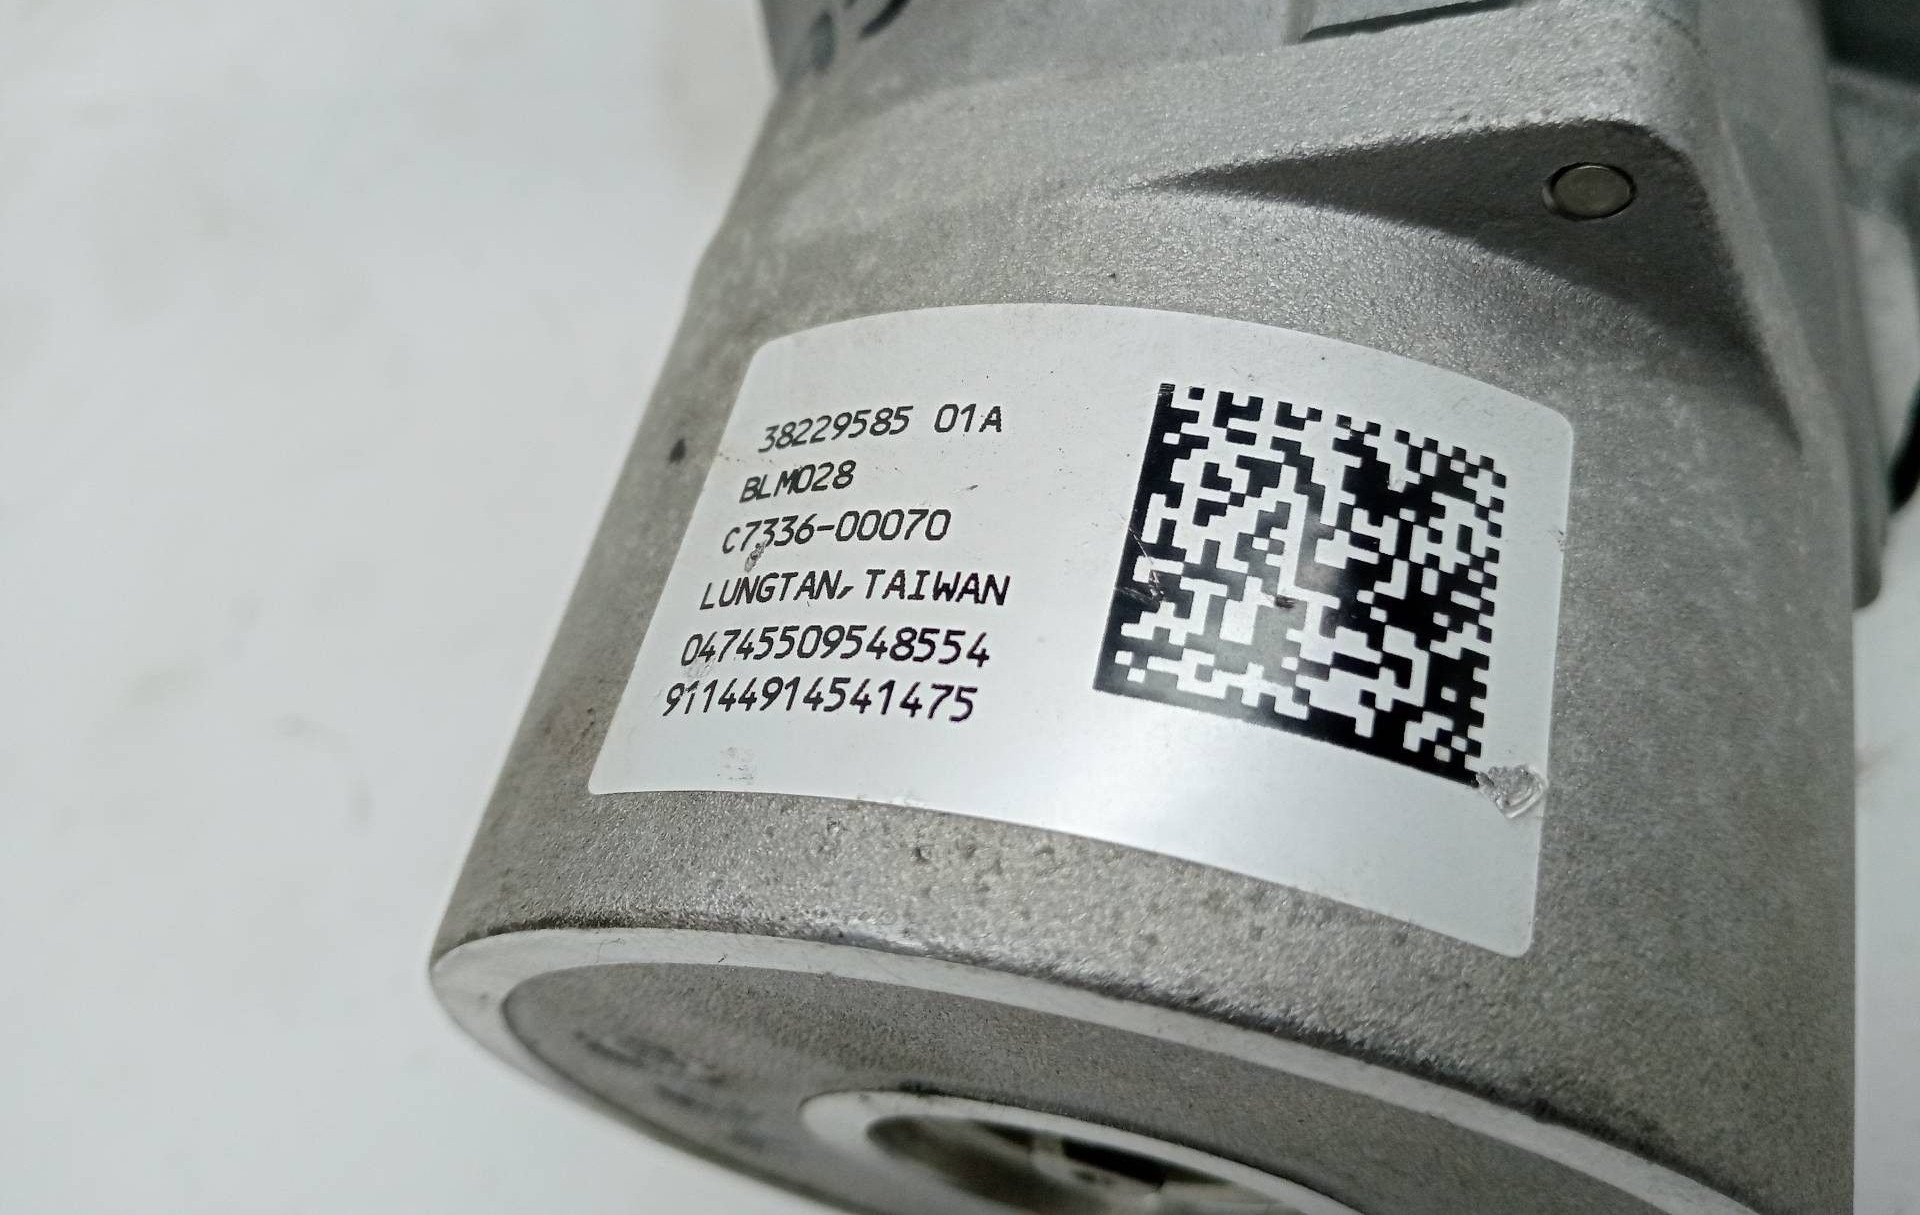 38229585 01A
BLM028
C7336-00070
LUNGTAN, TAIWAN
04745509548554
91144914541475